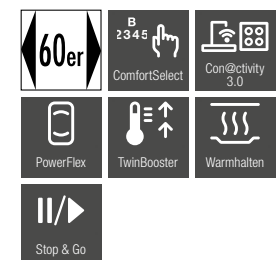 60er
B
2345
ComfortSelect
Con@ctivity
3.0
PowerFlex
TwinBooster
Warmhalten
Stop & Go